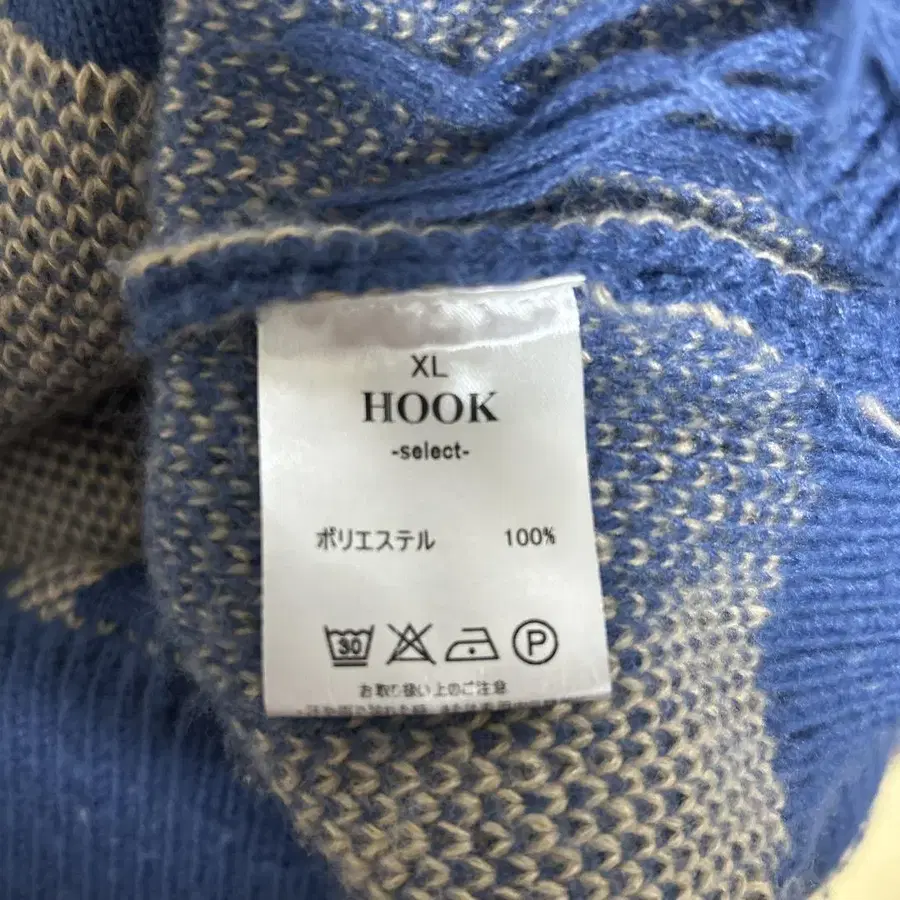 XL
HOOK
-select-
ポリエステル 100%
30 P
お取り扱い上のご注意